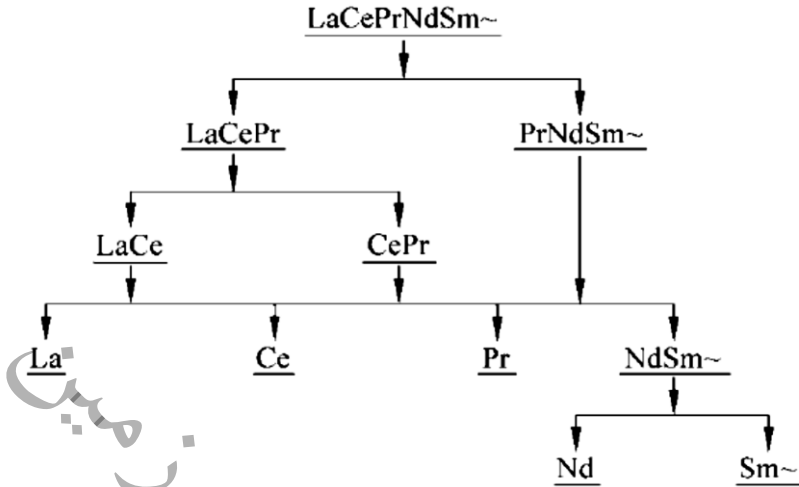 LaCePrNdSm~
LaCePr PrNdSm~
LaCe CePr
La Ce Pr NdSm~
Nd Sm~